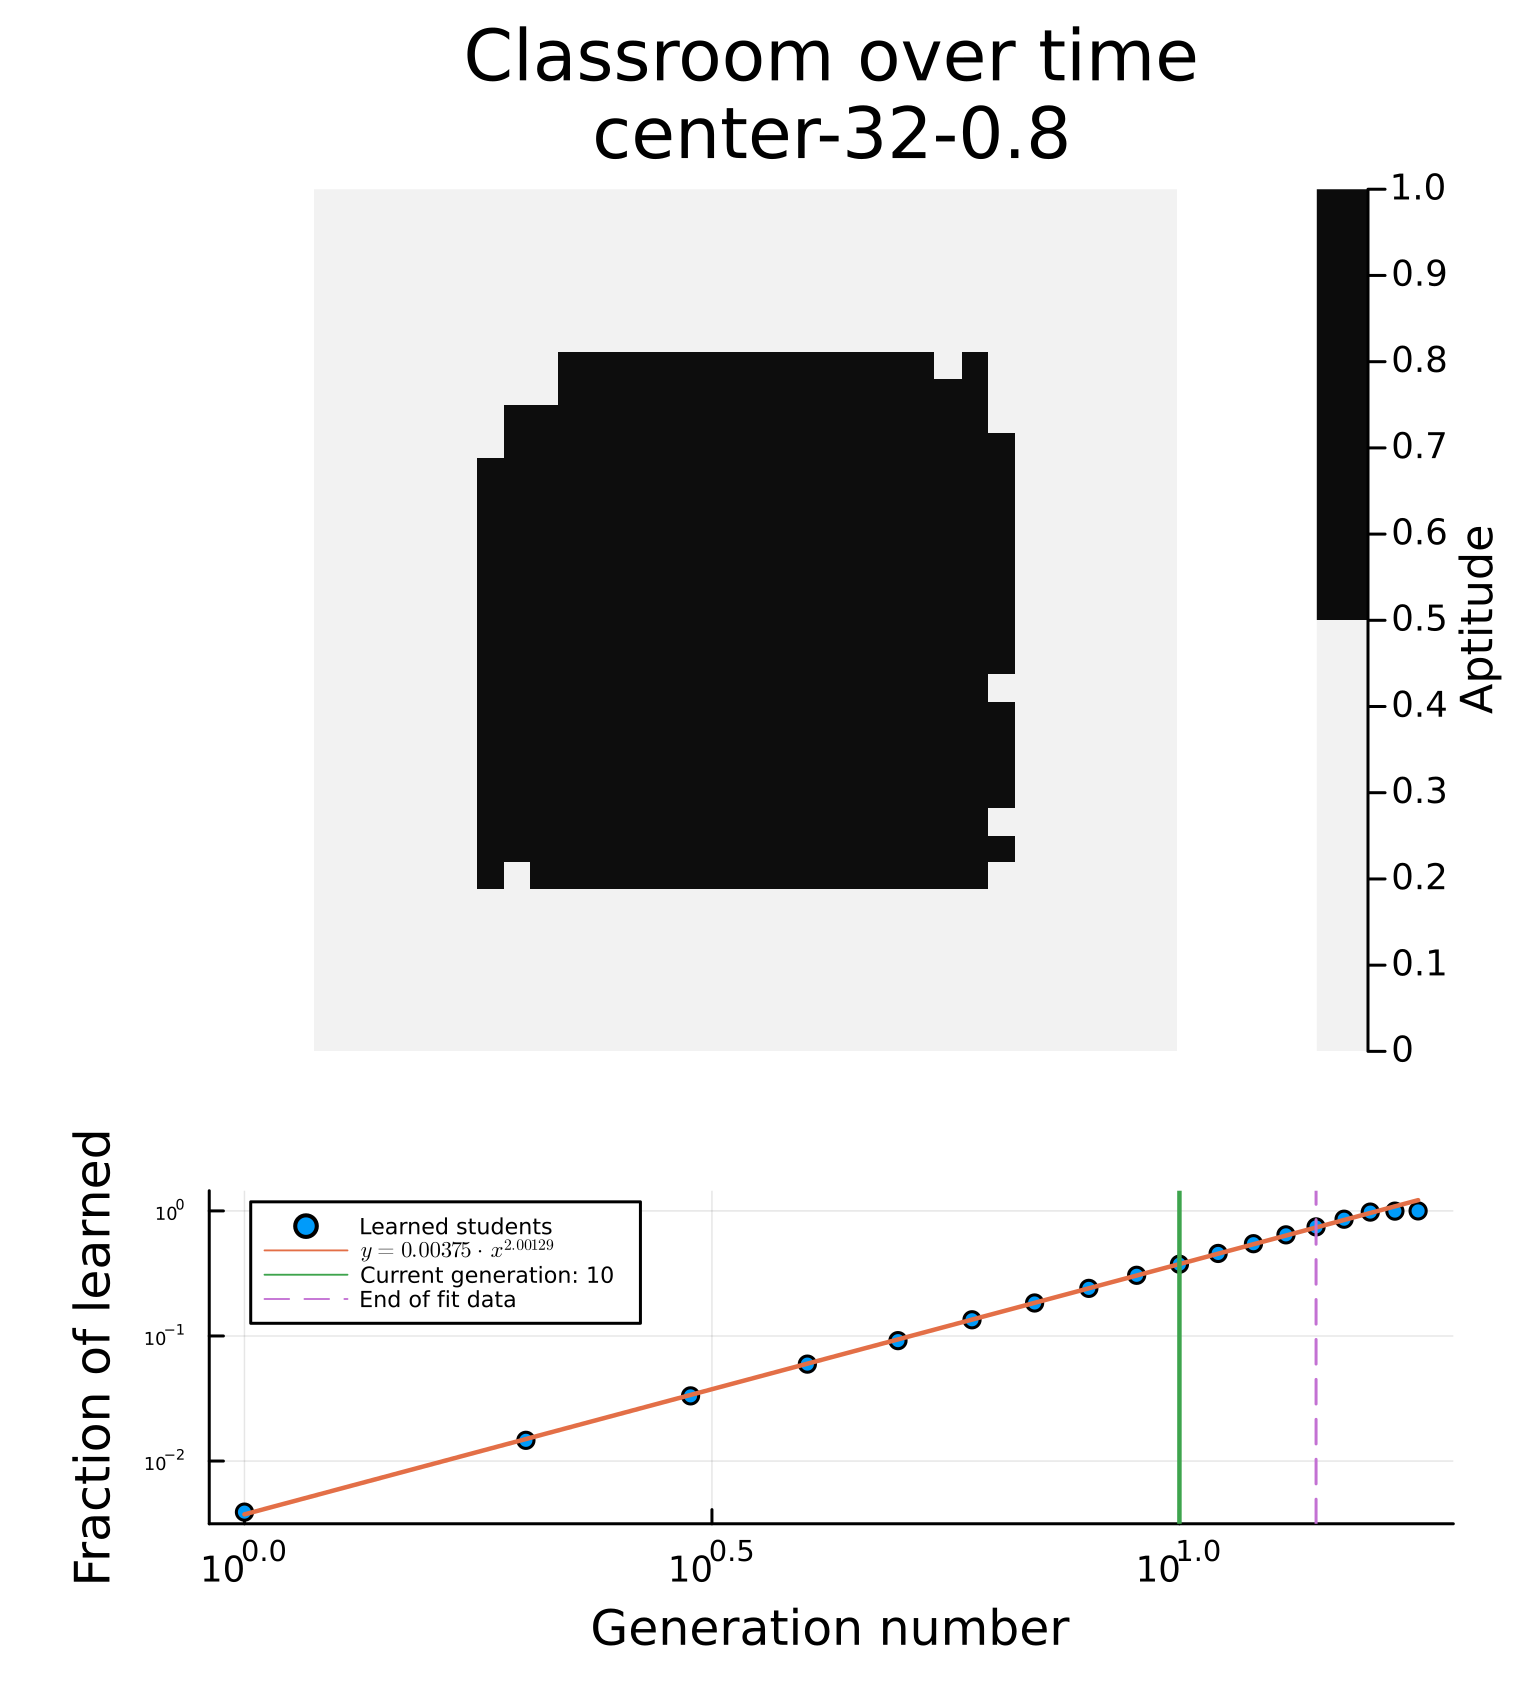 Classroom over time
center-32-0.8
1.0
0.9
0.8
0.7
0.6
0.5
0.4
0.3
0.2
0.1
0
Aptitude
Fraction of learned
10⁰
10⁻¹
10⁻²
Learned students
y = 0.00375 · x^{2.00129}
Current generation: 10
End of fit data
10^{0.0}
10^{0.5}
10^{1.0}
Generation number